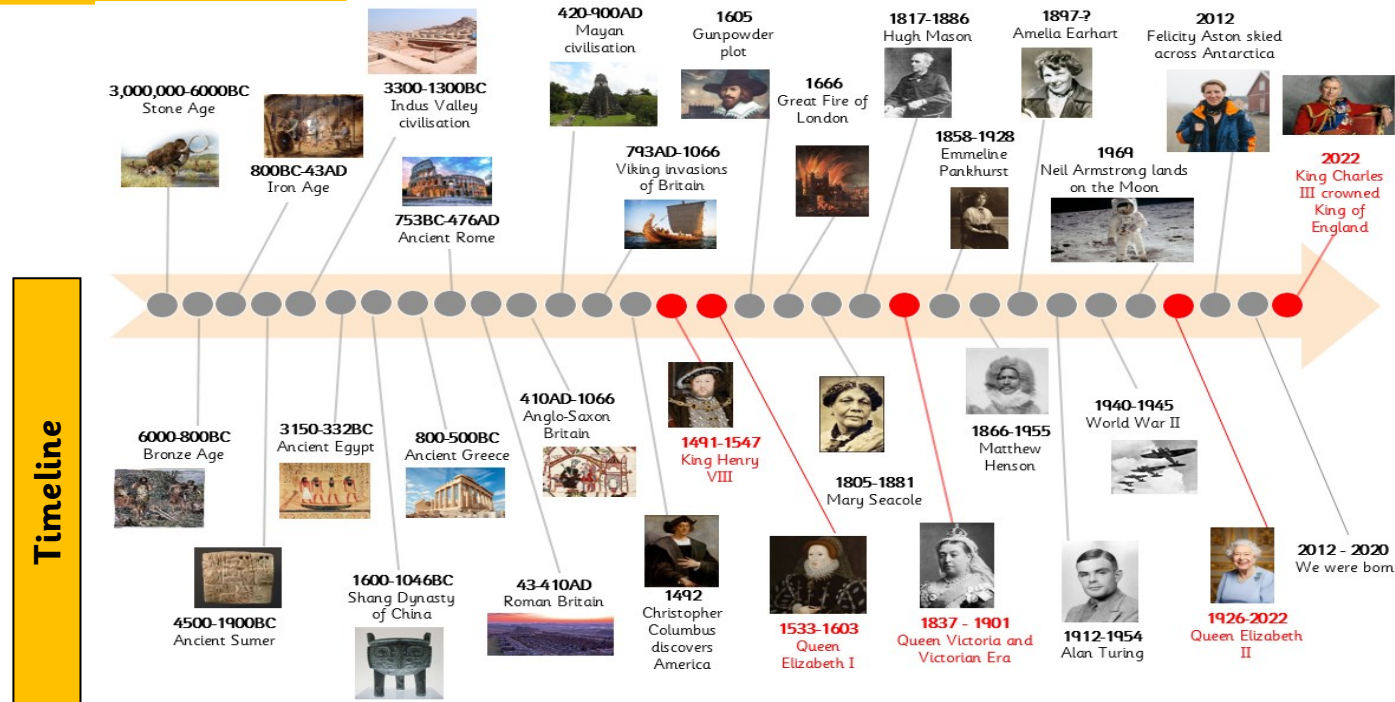 3,000,000-6000BC
Stone Age
800BC-43AD
Iron Age
3300-1300BC
Indus Valley
civilisation
753BC-476AD
Ancient Rome
420-900AD
Mayan
civilisation
793AD-1066
Viking invasions
of Britain
1605
Gunpowder
plot
1666
Great Fire of
London
1817-1886
Hugh Mason
1858-1928
Emmeline
Pankhurst
1897-?
Amelia Earhart
1969
Neil Armstrong lands
on the Moon
2012
Felicity Aston skied
across Antarctica
2022
King Charles
III crowned
King of
England
Timeline
6000-800BC
Bronze Age
4500-1900BC
Ancient Sumer
3150-332BC
Ancient Egypt
1600-1046BC
Shang Dynasty
of China
800-500BC
Ancient Greece
43-410AD
Roman Britain
410AD-1066
Anglo-Saxon
Britain
1492
Christopher
Columbus
discovers
America
1491-1547
King Henry
VIII
1533-1603
Queen
Elizabeth I
1805-1881
Mary Seacole
1837 - 1901
Queen Victoria and
Victorian Era
1866-1955
Matthew
Henson
1912-1954
Alan Turing
1940-1945
World War II
1926-2022
Queen Elizabeth
II
2012 - 2020
We were born